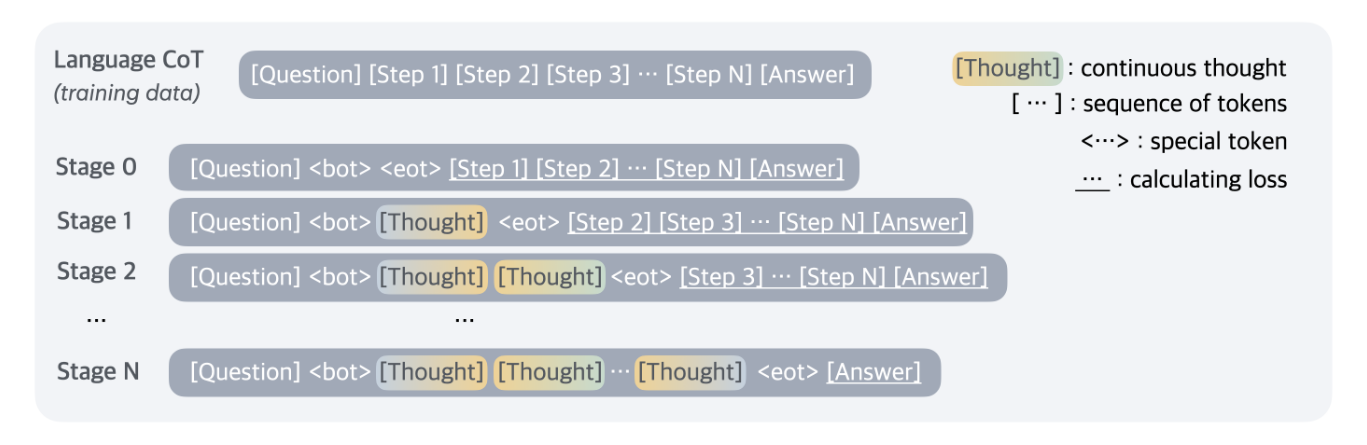 Language CoT
(training data)
[Question] [Step 1] [Step 2] [Step 3] ··· [Step N] [Answer]
[Thought] : continuous thought
[ ··· ] : sequence of tokens
<···> : special token
··· : calculating loss
Stage 0
[Question] <bot> <eot> [Step 1] [Step 2] ··· [Step N] [Answer]
Stage 1
[Question] <bot> [Thought] <eot> [Step 2] [Step 3] ··· [Step N] [Answer]
Stage 2
[Question] <bot> [Thought] [Thought] <eot> [Step 3] ··· [Step N] [Answer]
... ...
Stage N
[Question] <bot> [Thought] [Thought] ··· [Thought] <eot> [Answer]